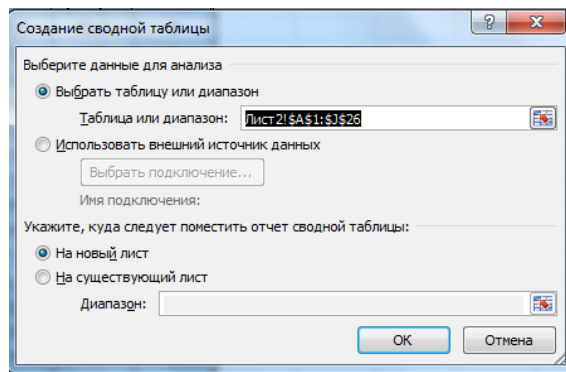 Создание сводной таблицы
Выберите данные для анализа
Выбрать таблицу или диапазон
Таблица или диапазон: Лист2!$A$1:$J$26
Использовать внешний источник данных
Выбрать подключение...
Имя подключения:
Укажите, куда следует поместить отчет сводной таблицы:
На новый лист
На существующий лист
Диапазон:
ОК Отмена